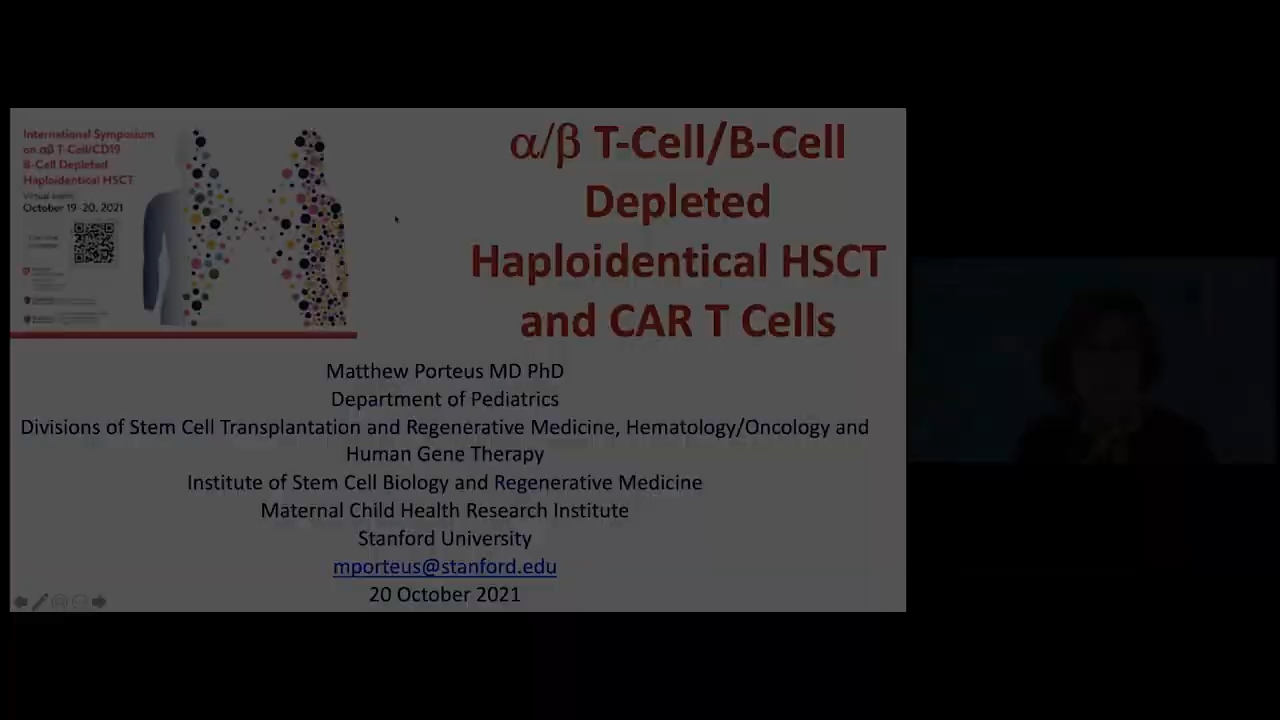 International Symposium
on αβ T-Cell/CD19
B-Cell Depleted
Haploidentical HSCT
Virtual event
October 19-20, 2021
α/β T-Cell/B-Cell
Depleted
Haploidentical HSCT
and CAR T Cells
Matthew Porteus MD PhD
Department of Pediatrics
Divisions of Stem Cell Transplantation and Regenerative Medicine, Hematology/Oncology and
Human Gene Therapy
Institute of Stem Cell Biology and Regenerative Medicine
Maternal Child Health Research Institute
Stanford University
mporteus@stanford.edu
20 October 2021